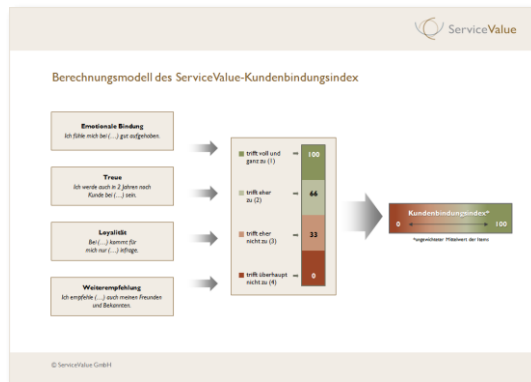 ServiceValue
Berechnungsmodell des ServiceValue-Kundenbindungsindex
Emotionale Bindung
Ich fühle mich bei (…) gut aufgehoben.
Treue
Ich werde auch in 2 Jahren noch
Kunde bei (…) sein.
Loyalität
Bei (…) kommt für
mich nur (…) infrage.
Weiterempfehlung
Ich empfehle (…) auch meinen Freunden
und Bekannten.
trifft voll und
ganz zu (1)
100
trifft eher
zu (2)
66
trifft eher
nicht zu (3)
33
trifft überhaupt
nicht zu (4)
0
Kundenbindungsindex*
0 100
*ungewichteter Mittelwert der Items
© ServiceValue GmbH